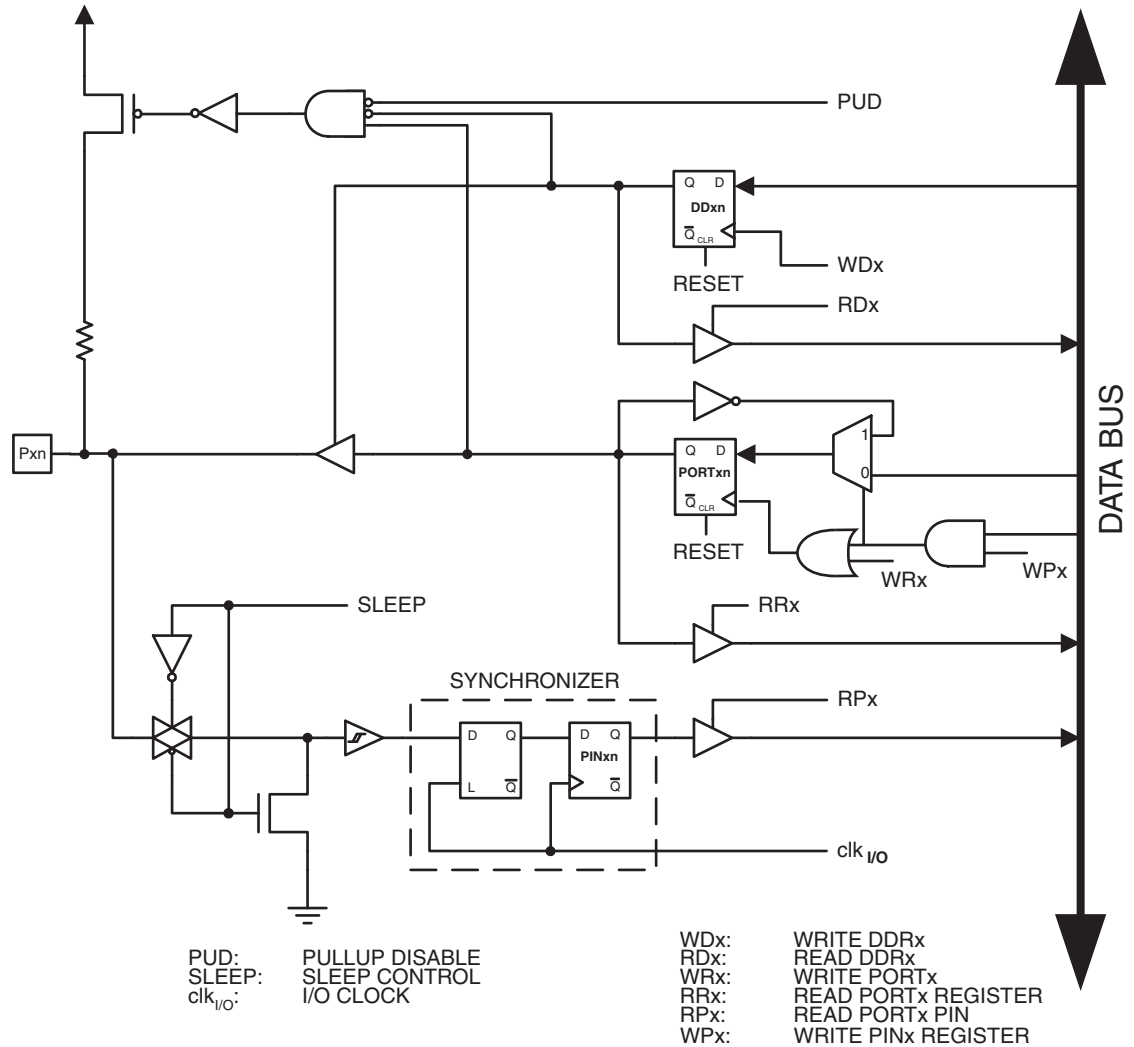 PUD
Q D
DDxn
Q CLR
WDx
RESET
RDx
DATA BUS
1
Pxn
Q D
0
PORTxn
Q CLR
RESET
WRx
WPx
SLEEP
RRx
SYNCHRONIZER
RPx
D Q
D Q
PINxn
L Q
Q
clk I/O
PUD: PULLUP DISABLE
SLEEP: SLEEP CONTROL
clkI/O: I/O CLOCK
WDx: WRITE DDRx
RDx: READ DDRx
WRx: WRITE PORTx
RRx: READ PORTx REGISTER
RPx: READ PORTx PIN
WPx: WRITE PINx REGISTER